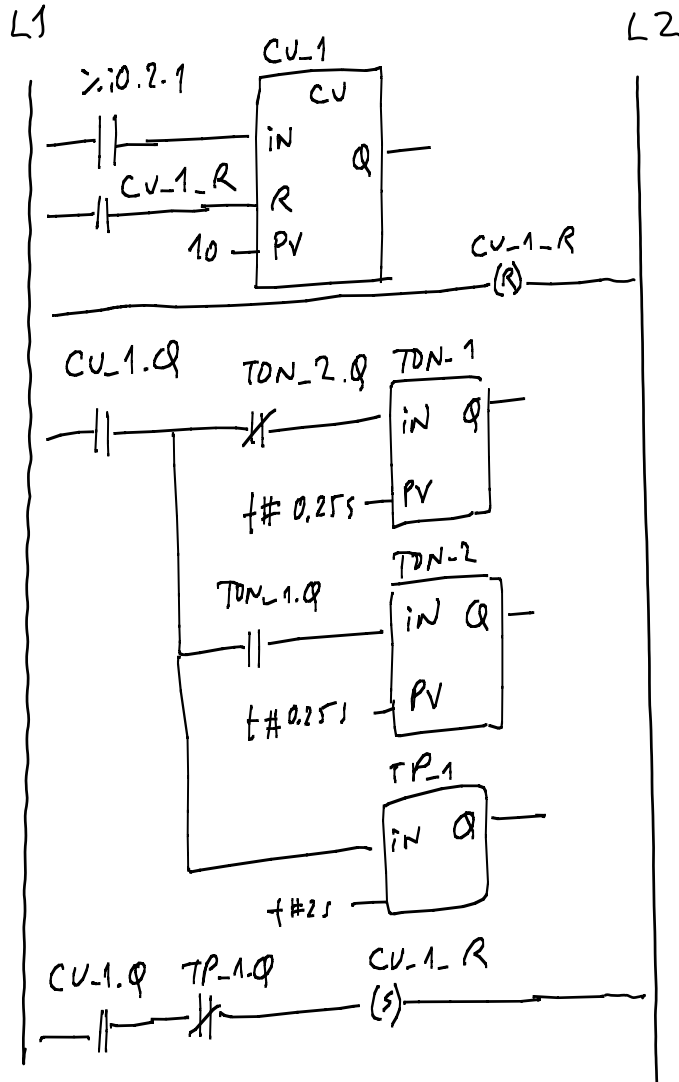 L1 L2
CU_1
%i0.2.1
CU
iN
Q
CU_1_R
R
10 PV
CU_1_R
(R)
CU_1.Q TON_2.Q TON_1
iN Q
t# 0.25s PV
TON_2
TON_1.Q
iN Q
t#0.25s PV
TP_1
iN Q
t#2s
CU_1.Q TP_1.Q CU_1_R
(S)